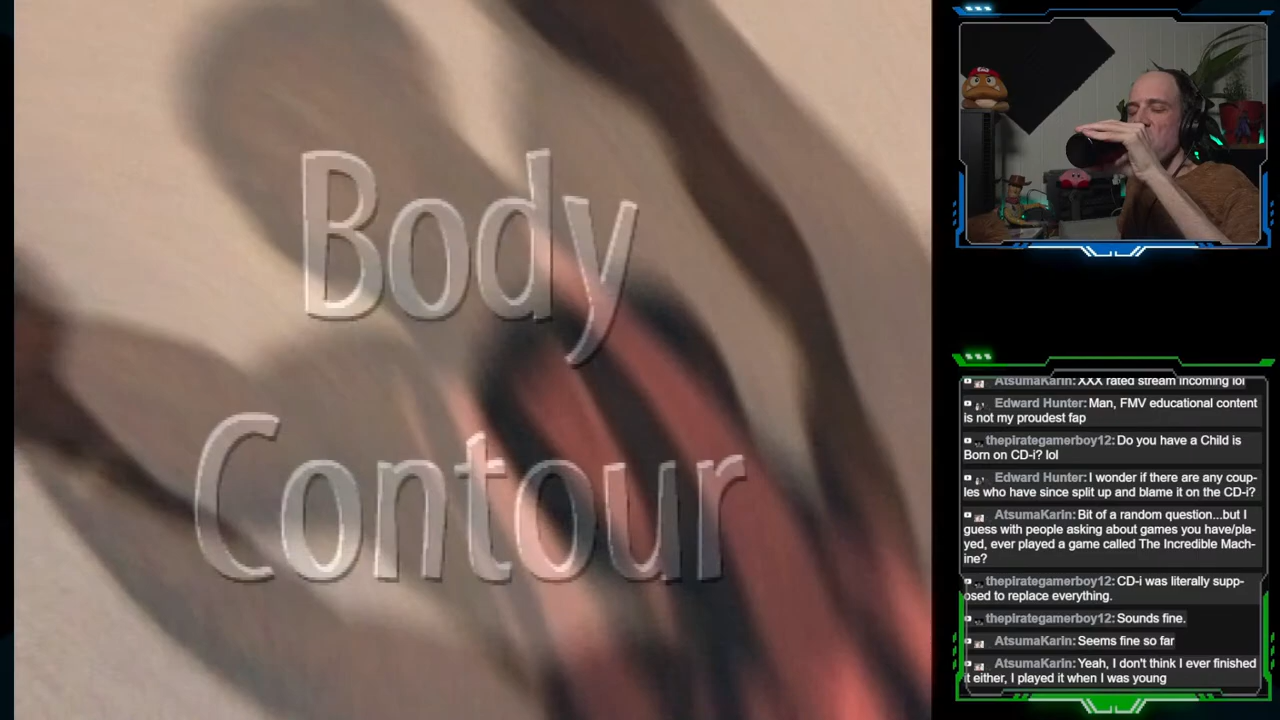 Body
Contour
AtsumaKarin: XXX rated stream incoming lol
Edward Hunter: Man, FMV educational content
is not my proudest fap
thepirategamerboy12: Do you have a Child is
Born on CD-i? lol
Edward Hunter: I wonder if there are any coup-
les who have since split up and blame it on the CD-i?
AtsumaKarin: Bit of a random question...but I
guess with people asking about games you have/pla-
yed, ever played a game called The Incredible Mach-
ine?
thepirategamerboy12: CD-i was literally supp-
osed to replace everything.
thepirategamerboy12: Sounds fine.
AtsumaKarin: Seems fine so far
AtsumaKarin: Yeah, I don't think I ever finished
it either, I played it when I was young